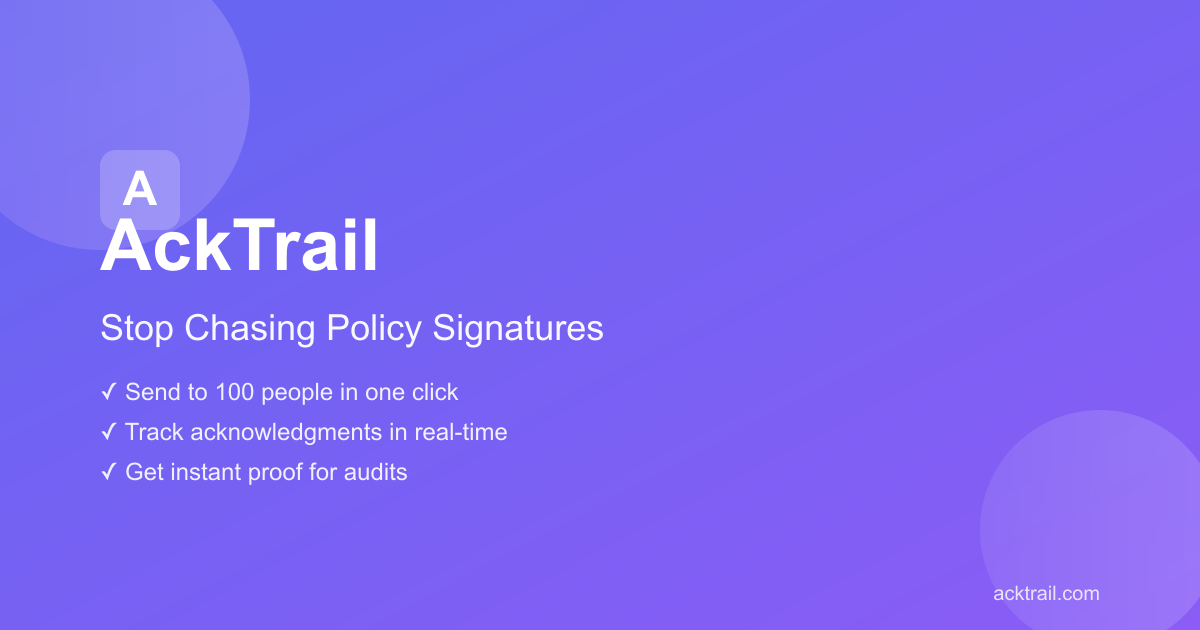 A
AckTrail
Stop Chasing Policy Signatures
✓ Send to 100 people in one click
✓ Track acknowledgments in real-time
✓ Get instant proof for audits
acktrail.com